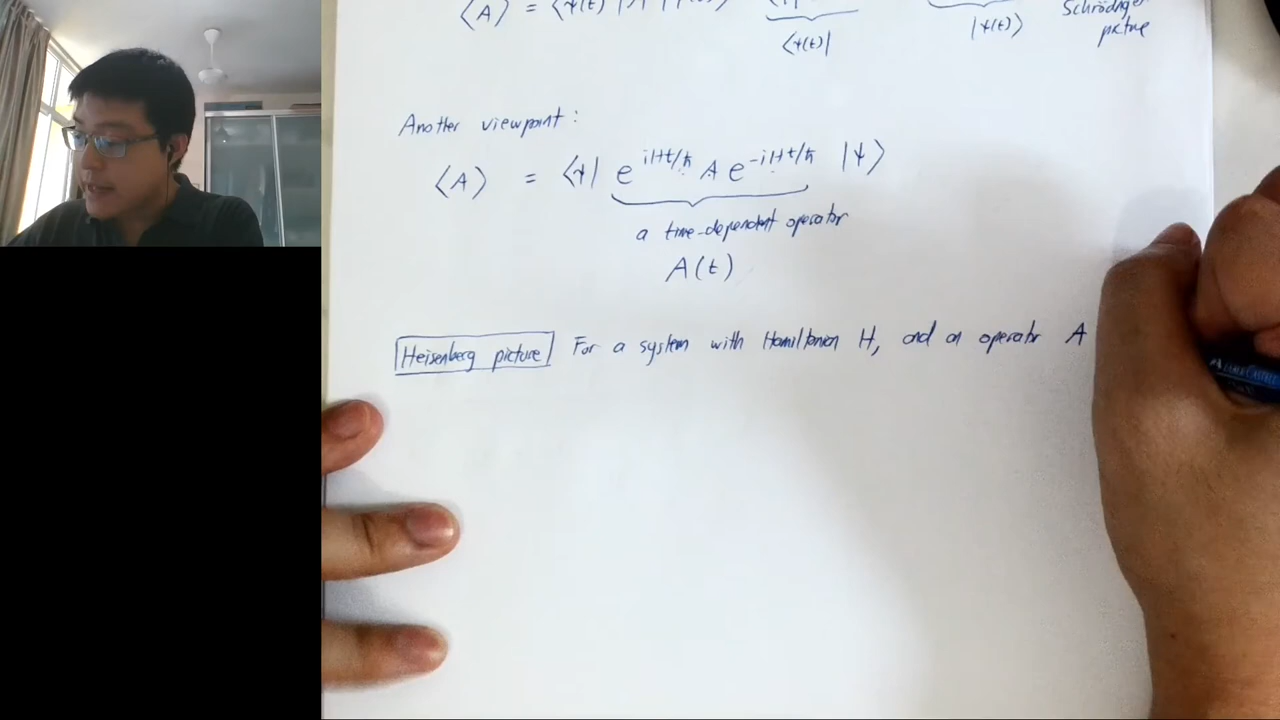 ⟨A⟩ = ⟨ψ(t)| Schrödinger
⟨ψ(t)| |ψ(t)⟩ picture
Another viewpoint:
⟨A⟩ = ⟨ψ| e^{iHt/ħ} A e^{-iHt/ħ} |ψ⟩
a time-dependent operator
A(t)
Heisenberg picture For a system with Hamiltonian H, and an operator A